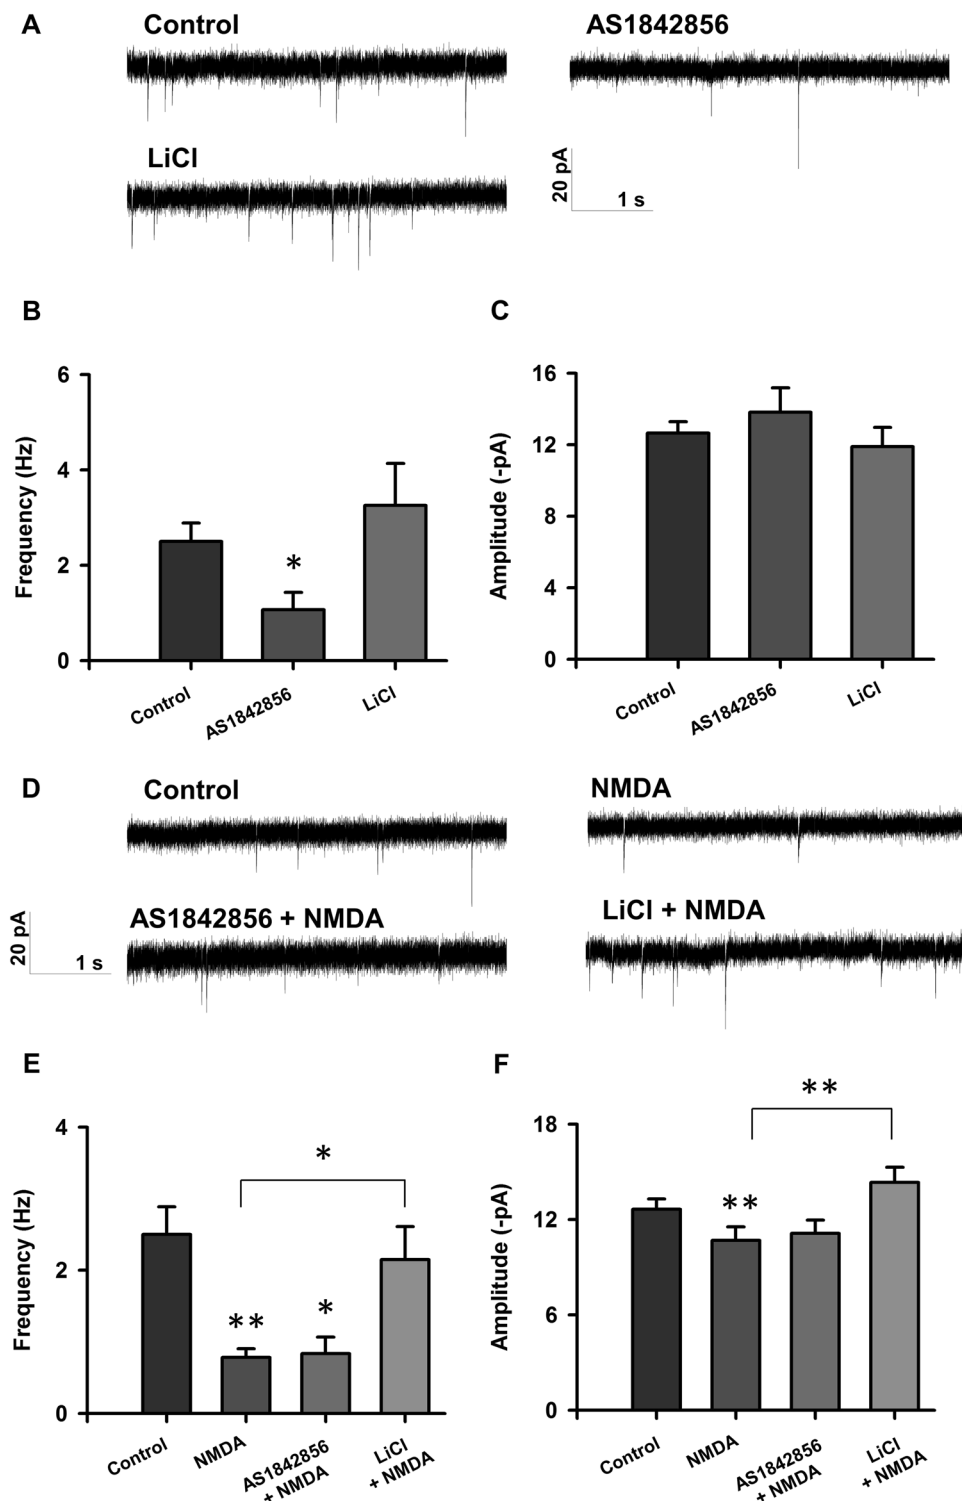 A
Control
AS1842856
LiCl
20 pA
1 s
B
C
6
4
2
0
Frequency (Hz)
Control
AS1842856
LiCl
16
12
8
4
0
Amplitude (-pA)
Control
AS1842856
LiCl
*
D
Control
NMDA
AS1842856 + NMDA
LiCl + NMDA
20 pA
1 s
E
F
4
2
0
Frequency (Hz)
*
**
*
Control
NMDA
AS1842856
+ NMDA
LiCl
+ NMDA
18
12
6
0
Amplitude (-pA)
**
**
Control
NMDA
AS1842856
+ NMDA
LiCl
+ NMDA